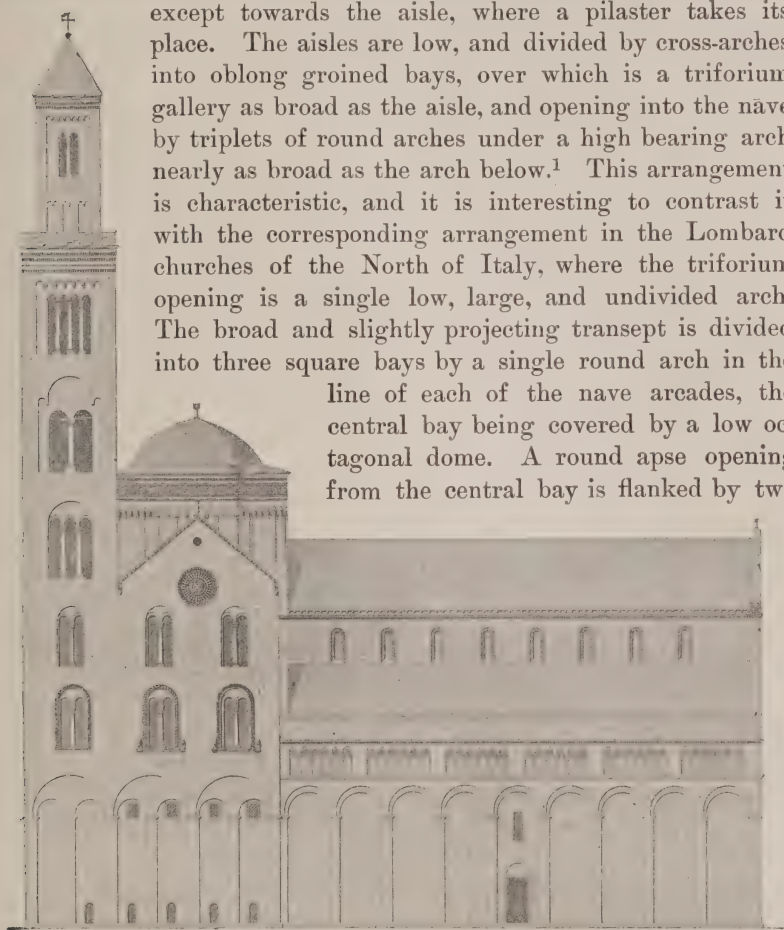 except towards the aisle, where a pilaster takes its
place. The aisles are low, and divided by cross-arches
into oblong groined bays, over which is a triforium
gallery as broad as the aisle, and opening into the nave
by triplets of round arches under a high bearing arch
nearly as broad as the arch below.¹ This arrangement
is characteristic, and it is interesting to contrast i
with the corresponding arrangement in the Lombard
churches of the North of Italy, where the triforium
opening is a single low, large, and undivided arch
The broad and slightly projecting transept is divided
into three square bays by a single round arch in the
line of each of the nave arcades, th
central bay being covered by a low oc
tagonal dome. A round apse opening
from the central bay is flanked by tw